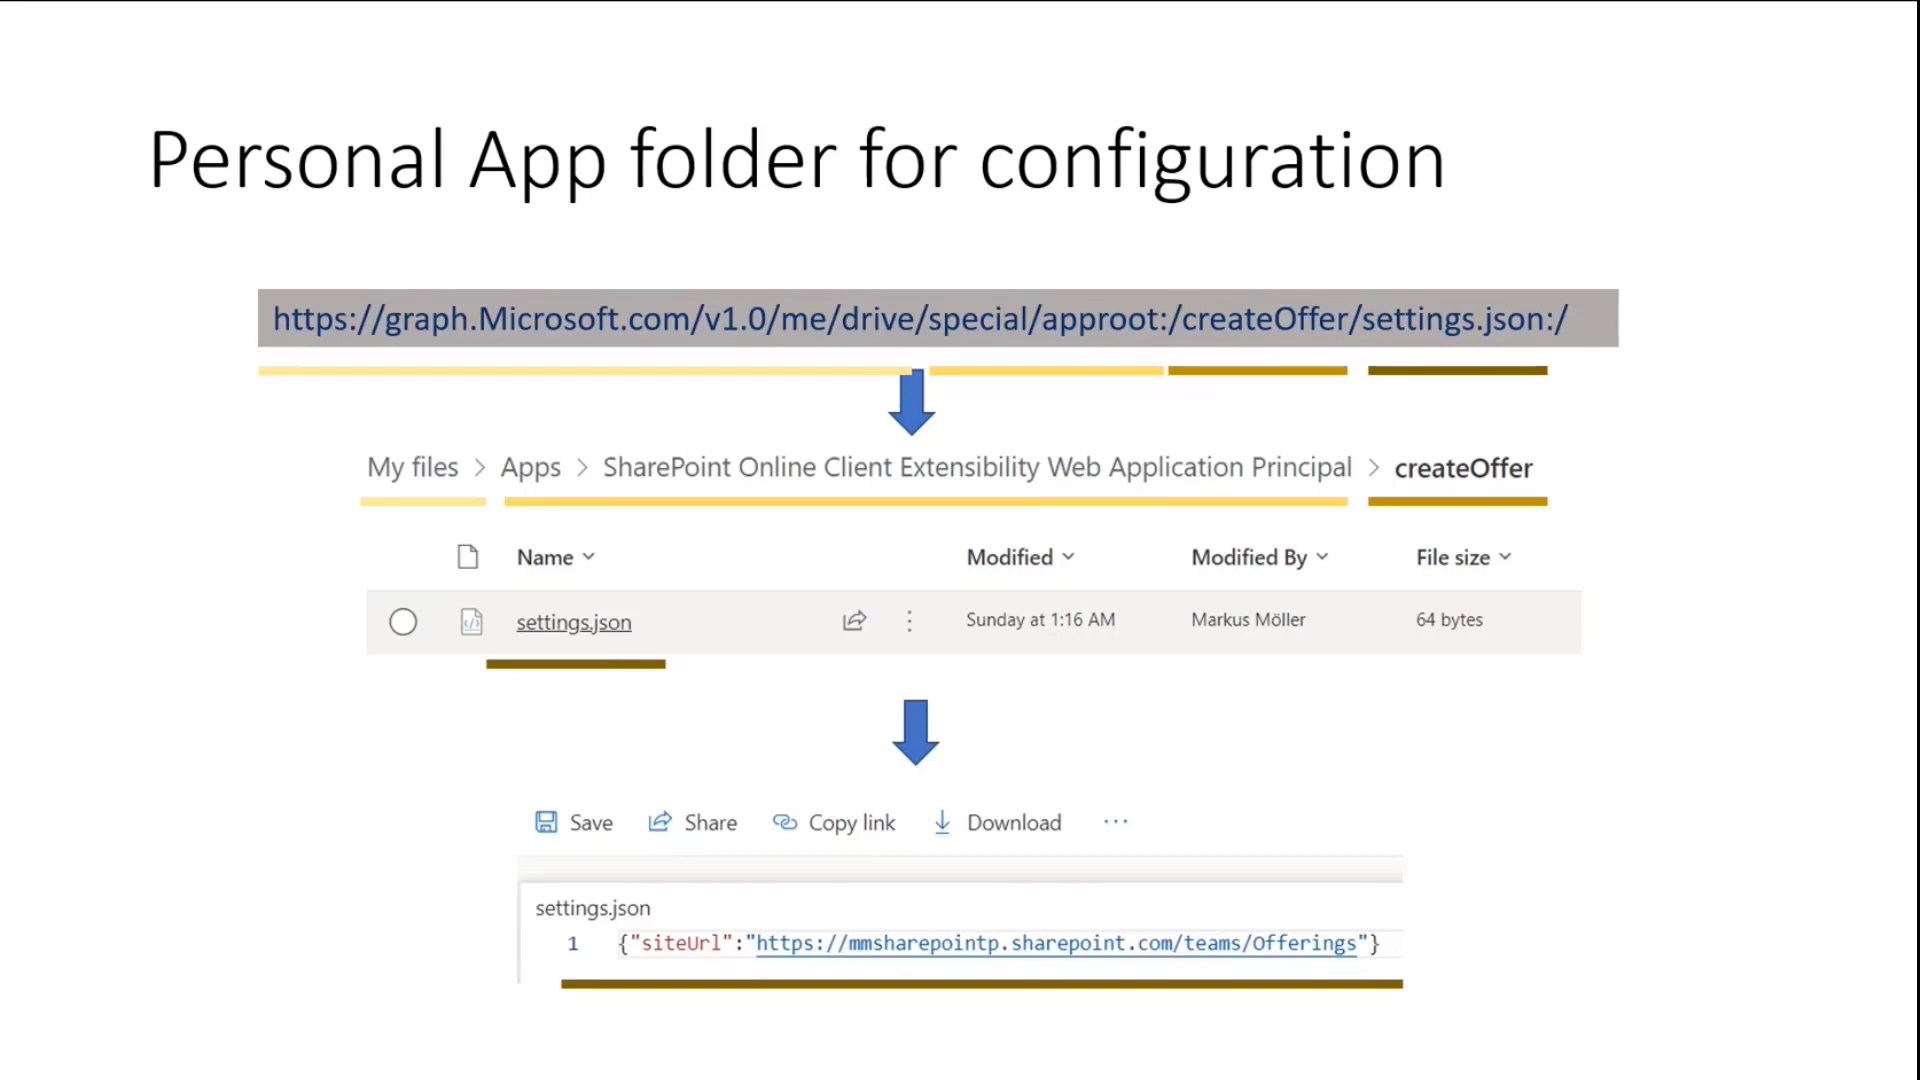 Personal App folder for configuration
https://graph.Microsoft.com/v1.0/me/drive/special/approot:/createOffer/settings.json:/
My files > Apps > SharePoint Online Client Extensibility Web Application Principal > createOffer
Name Modified Modified By File size
settings.json Sunday at 1:16 AM Markus Möller 64 bytes
Save Share Copy link Download ...
settings.json
1 {"siteUrl":"https://mmsharepointp.sharepoint.com/teams/Offerings"}